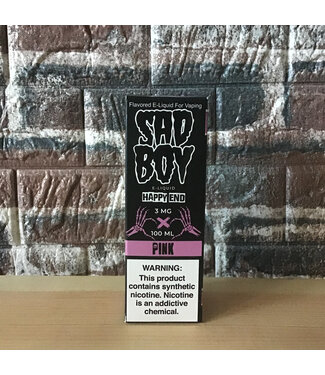 Flavored E-Liquid For Vaping
SAD
BOY
E-LIQUID
HAPPY END
3 MG
100 ML
PINK
WARNING:
This product
contains synthetic
nicotine. Nicotine
is an addictive
chemical.